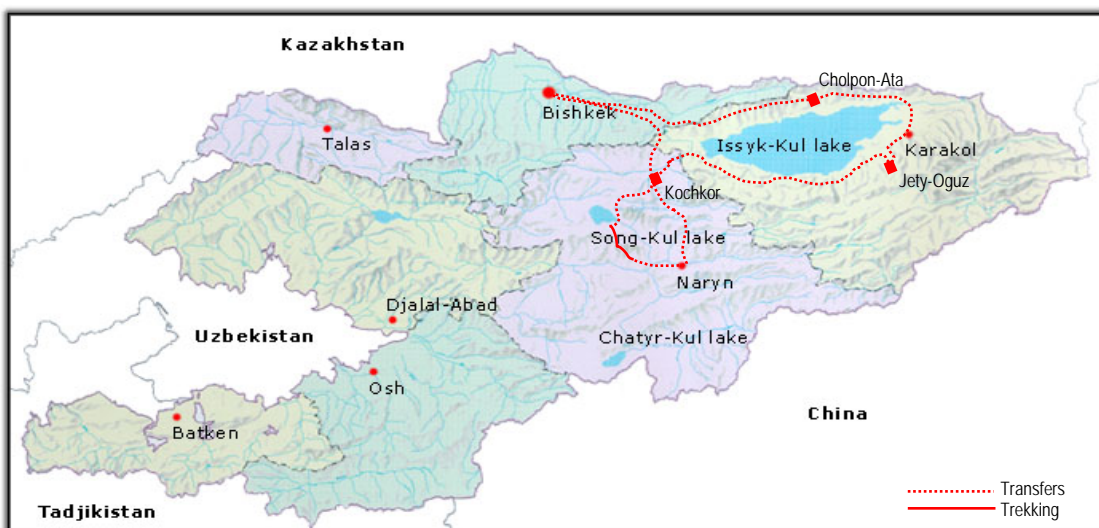 Kazakhstan
Cholpon-Ata
Bishkek
Talas
Issyk-Kul lake
Karakol
Jety-Oguz
Kochkor
Song-Kul lake
Naryn
Djalal-Abad
Uzbekistan
Chatyr-Kul lake
Osh
China
Batken
Transfers
Tadjikistan
Trekking